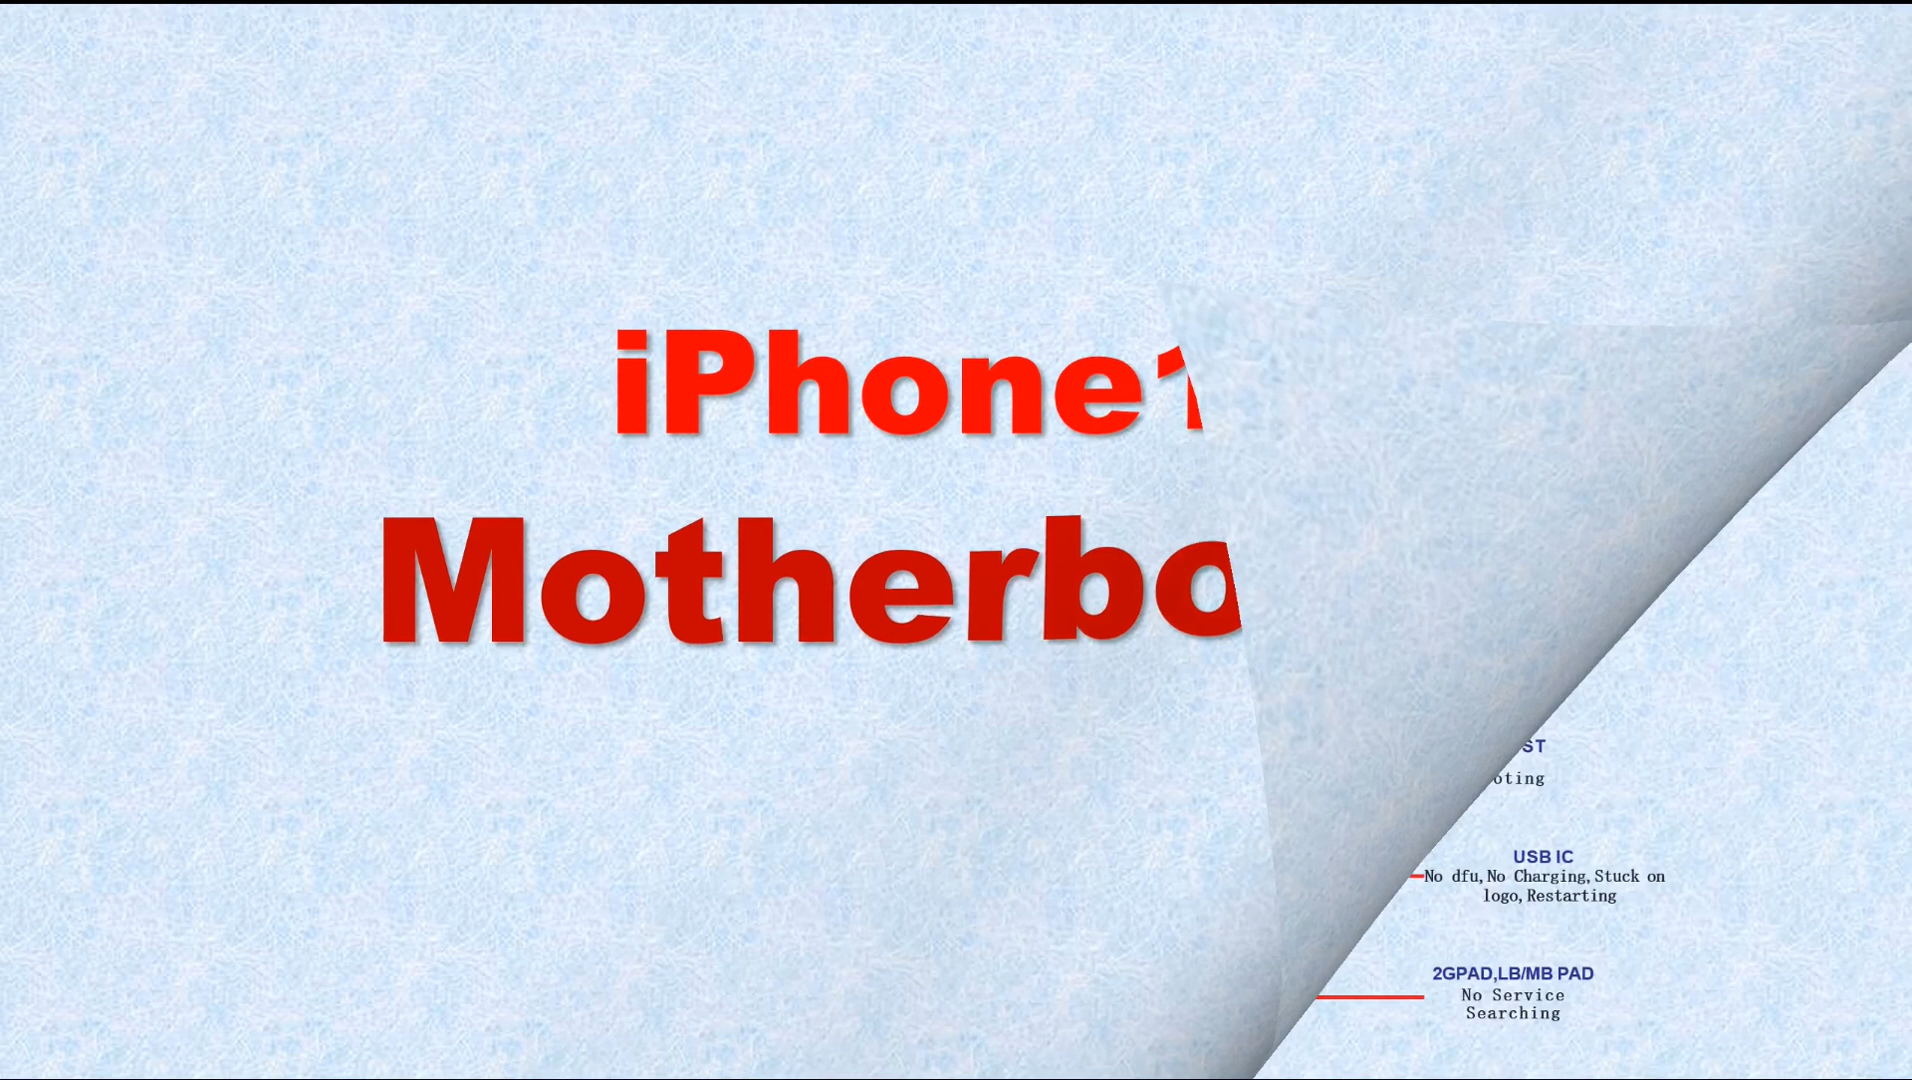 iPhone1
Motherbo
ST
oting
USB IC
No dfu,No Charging,Stuck on
logo,Restarting
2GPAD,LB/MB PAD
No Service
Searching